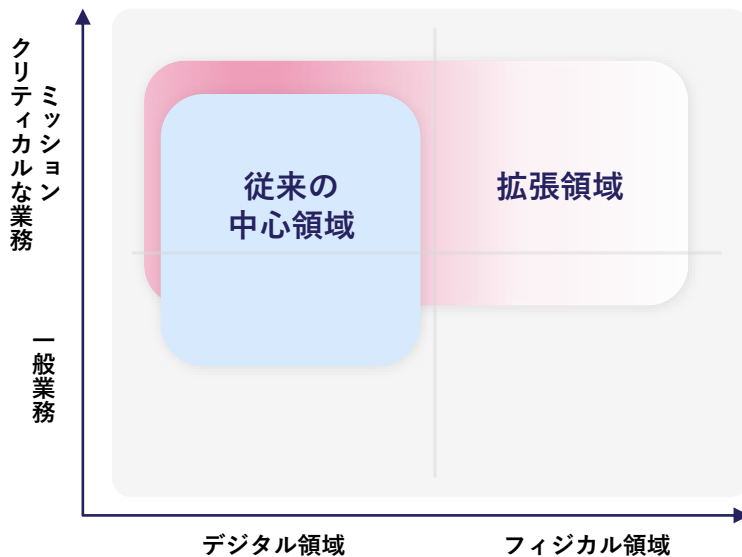 ミッション
クリティカルな業務
従来の
中心領域
拡張領域
一般業務
デジタル領域
フィジカル領域